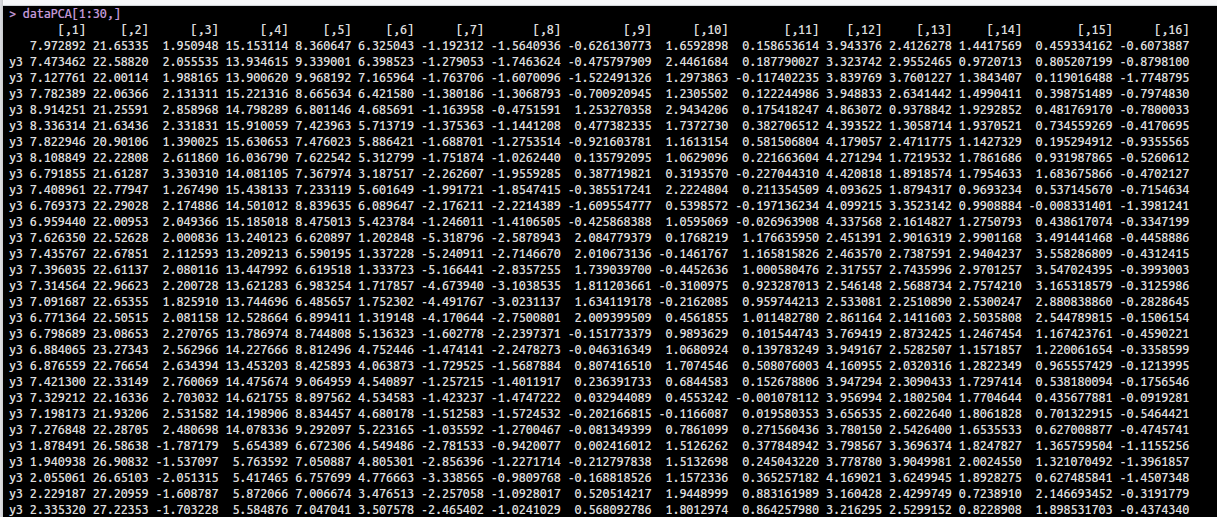 > dataPCA[1:30,]
[,1] [,2] [,3] [,4] [,5] [,6] [,7] [,8] [,9] [,10] [,11] [,12] [,13] [,14] [,15] [,16]
7.972892 21.65335 1.950948 15.153114 8.360647 6.325043 -1.192312 -1.5640936 -0.626130773 1.6592898 0.158653614 3.943376 2.4126278 1.4417569 0.459334162 -0.6073887
y3 7.473462 22.58820 2.055535 13.934615 9.339001 6.398523 -1.279053 -1.7463624 -0.475797909 2.4461684 0.187790027 3.323742 2.9552465 0.9720713 0.805207199 -0.8798100
y3 7.127761 22.00114 1.988165 13.900620 9.968192 7.165964 -1.763706 -1.6070096 -1.522491326 1.2973863 -0.117402235 3.839769 3.7601227 1.3843407 0.119016488 -1.7748795
y3 7.782389 22.06366 2.131311 15.221316 8.665634 6.421580 -1.380186 -1.3068793 -0.700920945 1.2305502 0.122244986 3.948833 2.6341442 1.4990411 0.398751489 -0.7974830
y3 8.914251 21.25591 2.858968 14.798289 6.801146 4.685691 -1.163958 -0.4751591 1.253270358 2.9434206 0.175418247 4.863072 0.9378842 1.9292852 0.481769170 -0.7800033
y3 8.336314 21.63436 2.331831 15.910059 7.423963 5.713719 -1.375363 -1.1441208 0.477382335 1.7372730 0.382706512 4.393522 1.3058714 1.9370521 0.734559269 -0.4170695
y3 7.822946 20.90106 1.390025 15.630653 7.476023 5.886421 -1.688701 -1.2753514 -0.921603781 1.1613154 0.581506804 4.179057 2.4711775 1.1427329 0.195294912 -0.9355565
y3 8.108849 22.22808 2.611860 16.036790 7.622542 5.312799 -1.751874 -1.0262440 0.135792095 1.0629096 0.221663604 4.271294 1.7219532 1.7861686 0.931987865 -0.5260612
y3 6.791855 21.61287 3.330310 14.081105 7.367974 3.187517 -2.262607 -1.9559285 0.387719821 0.3193570 -0.227044310 4.420818 1.8918574 1.7954633 1.683675866 -0.4702127
y3 7.408961 22.77947 1.267490 15.438133 7.233119 5.601649 -1.991721 -1.8547415 -0.385517241 2.2224804 0.211354509 4.093625 1.8794317 0.9693234 0.537145670 -0.7154634
y3 6.769373 22.29028 2.174886 14.501012 8.839635 6.089647 -2.176211 -2.2214389 -1.609554777 0.5398572 -0.197136234 4.099215 3.3523142 0.9908884 -0.008331401 -1.3981241
y3 6.959440 22.00953 2.049366 15.185018 8.475013 5.423784 -1.246011 -1.4106505 -0.425868388 1.0595069 -0.026963908 4.337568 2.1614827 1.2750793 0.438617074 -0.3347199
y3 7.626350 22.52628 2.000836 13.240123 6.620897 1.202848 -5.318796 -2.5878943 2.084779379 0.1768219 1.176635950 2.451391 2.9016319 2.9901168 3.491441468 -0.4458886
y3 7.435767 22.67851 2.112593 13.209213 6.590195 1.337228 -5.240911 -2.7146670 2.010673136 -0.1461767 1.165815826 2.463570 2.7387591 2.9404237 3.558286809 -0.4312415
y3 7.396035 22.61137 2.080116 13.447992 6.619518 1.333723 -5.166441 -2.8357255 1.739039700 -0.4452636 1.000580476 2.317557 2.7435996 2.9701257 3.547024395 -0.3993003
y3 7.314564 22.96623 2.200728 13.621283 6.983254 1.717857 -4.673940 -3.1038535 1.811203661 -0.3100975 0.923287013 2.546148 2.5688734 2.7574210 3.165318579 -0.3125986
y3 7.091687 22.65355 1.825910 13.744696 6.485657 1.752302 -4.491767 -3.0231137 1.634119178 -0.2162085 0.959744213 2.533081 2.2510890 2.5300247 2.880838860 -0.2828645
y3 6.771364 22.50515 2.081158 12.528664 6.899411 1.319148 -4.170644 -2.7500801 2.009399509 0.4561855 1.011482780 2.861164 2.1411603 2.5035808 2.544789815 -0.1506154
y3 6.798689 23.08653 2.270765 13.786974 8.744808 5.136323 -1.602778 -2.2397371 -0.151773379 0.9893629 0.101544743 3.769419 2.8732425 1.2467454 1.167423761 -0.4590221
y3 6.884065 23.27343 2.562966 14.227666 8.812496 4.752446 -1.474141 -2.2478273 -0.046316349 1.0680924 0.139783249 3.949167 2.5282507 1.1571857 1.220061654 -0.3358599
y3 6.876559 22.76654 2.634394 13.453203 8.425893 4.063873 -1.729525 -1.5687884 0.807416510 1.7074546 0.508076003 4.160955 2.0320316 1.2822349 0.965557429 -0.1213995
y3 7.421300 22.33149 2.760069 14.475674 9.064959 4.540897 -1.257215 -1.4011917 0.236391733 0.6844583 0.152678806 3.947294 2.3090433 1.7297414 0.538180094 -0.1756546
y3 7.329212 22.16336 2.703032 14.621755 8.897562 4.534583 -1.423237 -1.4747222 0.032944089 0.4553242 -0.001078112 3.956994 2.1802504 1.7704644 0.435677881 -0.0919281
y3 7.198173 21.93206 2.531582 14.198906 8.834457 4.680178 -1.512583 -1.5724532 -0.202166815 -0.1166087 0.019580353 3.656535 2.6022640 1.8061828 0.701322915 -0.5464421
y3 7.276848 22.28705 2.480698 14.078336 9.292097 5.223165 -1.035592 -1.2700467 -0.081349399 0.7861099 0.271560436 3.780150 2.5426400 1.6535533 0.627008877 -0.4745741
y3 1.878491 26.58638 -1.787179 5.654389 6.672306 4.549486 -2.781533 -0.9420077 0.002416012 1.5126262 0.377848942 3.798567 3.3696374 1.8247827 1.365759504 -1.1155256
y3 1.940938 26.90832 -1.537097 5.763592 7.050887 4.805301 -2.856396 -1.2271714 -0.212797838 1.5132698 0.245043220 3.778780 3.9049981 2.0024550 1.321070492 -1.3961857
y3 2.055061 26.65103 -2.051315 5.417465 6.757699 4.776663 -3.338565 -0.9809768 -0.168818526 1.1572336 0.365257182 4.169021 3.6249945 1.8928275 0.627485841 -1.4507348
y3 2.229187 27.20959 -1.608787 5.872066 7.006674 3.476513 -2.257058 -1.0928017 0.520514217 1.9448999 0.883161989 3.160428 2.4299749 0.7238910 2.146693452 -0.3191779
y3 2.335320 27.22353 -1.703228 5.584876 7.047041 3.507578 -2.465402 -1.0241029 0.568092786 1.8012974 0.864257980 3.216295 2.5299152 0.8228908 1.898531703 -0.4374340